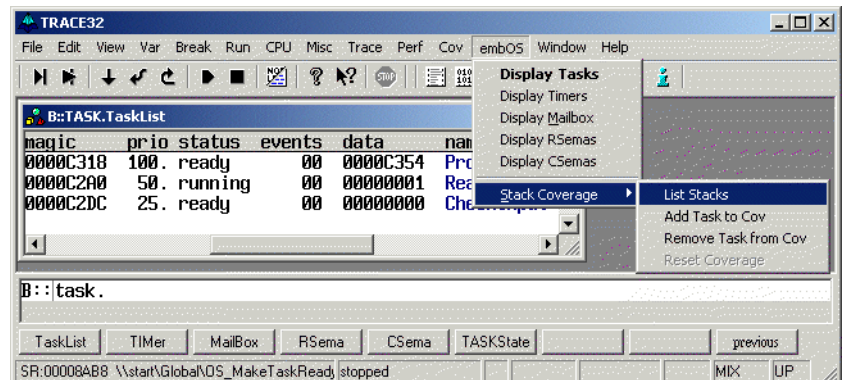 TRACE32
File Edit View Var Break Run CPU Misc Trace Perf Cov embOS Window Help
STOP
Display Tasks
Display Timers
Display Mailbox
Display RSemas
Display CSemas
Stack Coverage
List Stacks
Add Task to Cov
Remove Task from Cov
Reset Coverage
B::TASK.TaskList
magic prio status events data
0000C318 100. ready 00 0000C354
0000C2A0 50. running 00 00000001
0000C2DC 25. ready 00 00000000
B::task.
TaskList TIMer MailBox RSema CSema TASKState previous
SR:00008AB8 \\start\Global\OS_MakeTaskReady stopped MIX UP